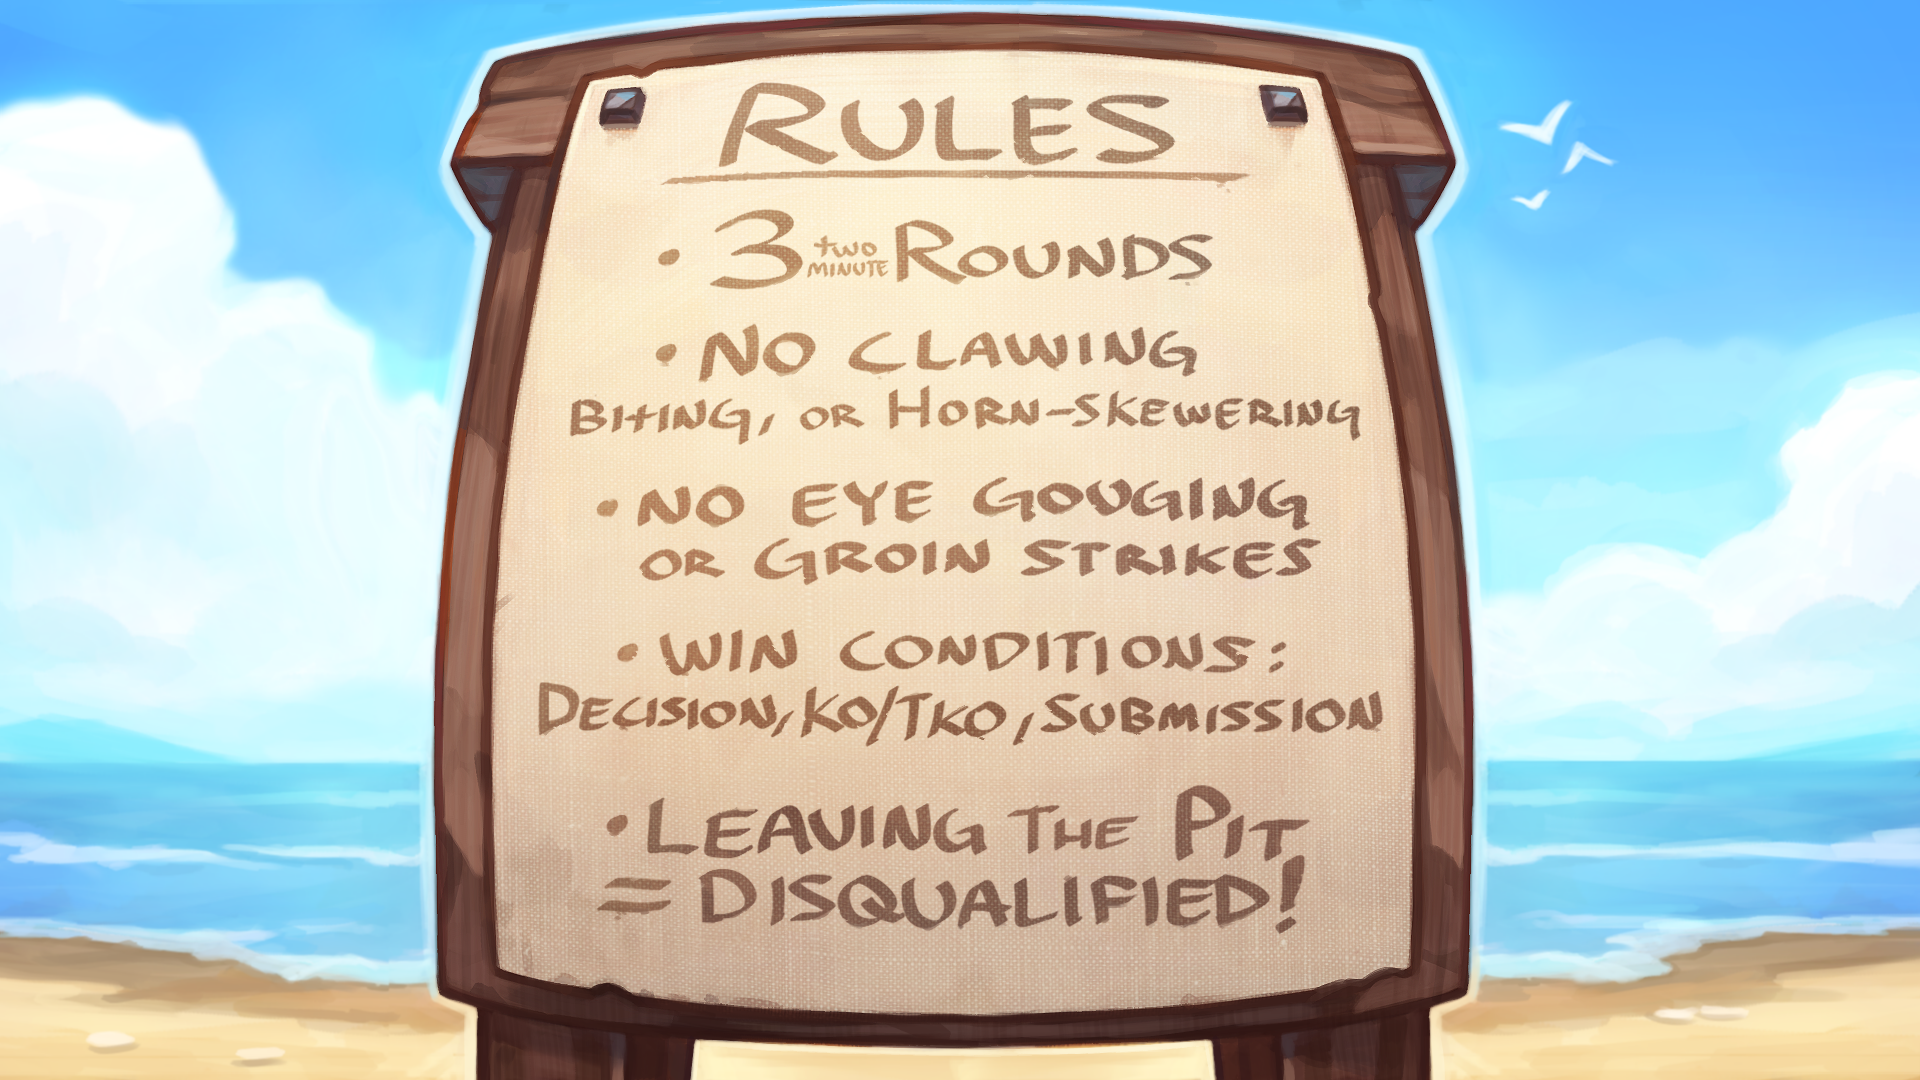 RULES
• 3 TWO MINUTE ROUNDS
• NO CLAWING
BITING, OR HORN-SKEWERING
• NO EYE GOUGING
OR GROIN STRIKES
• WIN CONDITIONS:
DECISION, KO/TKO, SUBMISSION
• LEAVING THE PIT
= DISQUALIFIED!